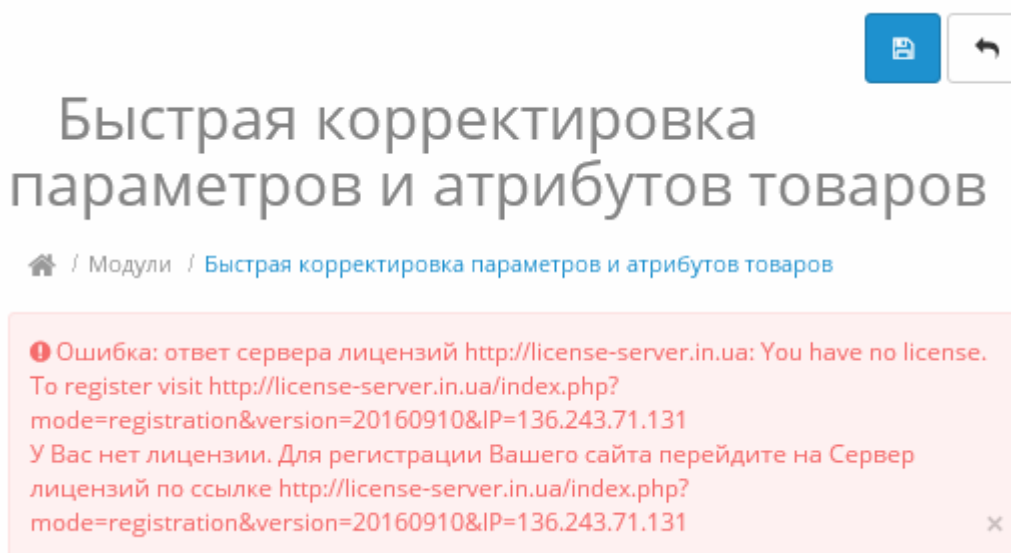 Быстрая корректировка
параметров и атрибутов товаров
/ Модули / Быстрая корректировка параметров и атрибутов товаров
Ошибка: ответ сервера лицензий http://license-server.in.ua: You have no license.
To register visit http://license-server.in.ua/index.php?
mode=registration&version=20160910&IP=136.243.71.131
У Вас нет лицензии. Для регистрации Вашего сайта перейдите на Сервер
лицензий по ссылке http://license-server.in.ua/index.php?
mode=registration&version=20160910&IP=136.243.71.131